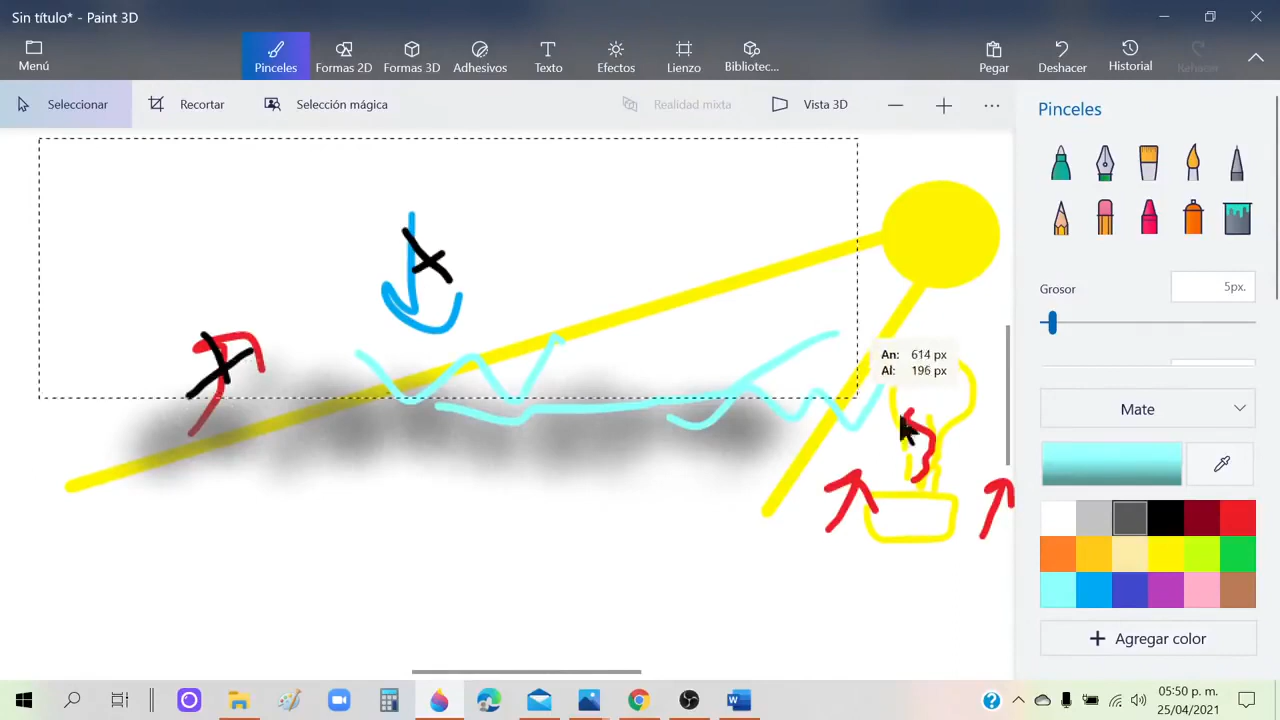 Sin título* - Paint 3D
Menú
Pinceles
Formas 2D
Formas 3D
Adhesivos
Texto
Efectos
Lienzo
Bibliotec...
Pegar
Deshacer
Historial
Rehacer
Seleccionar
Recortar
Selección mágica
Realidad mixta
Vista 3D
Pinceles
Grosor
5px.
An: 614 px
Al: 196 px
Mate
Agregar color
05:50 p. m.
25/04/2021